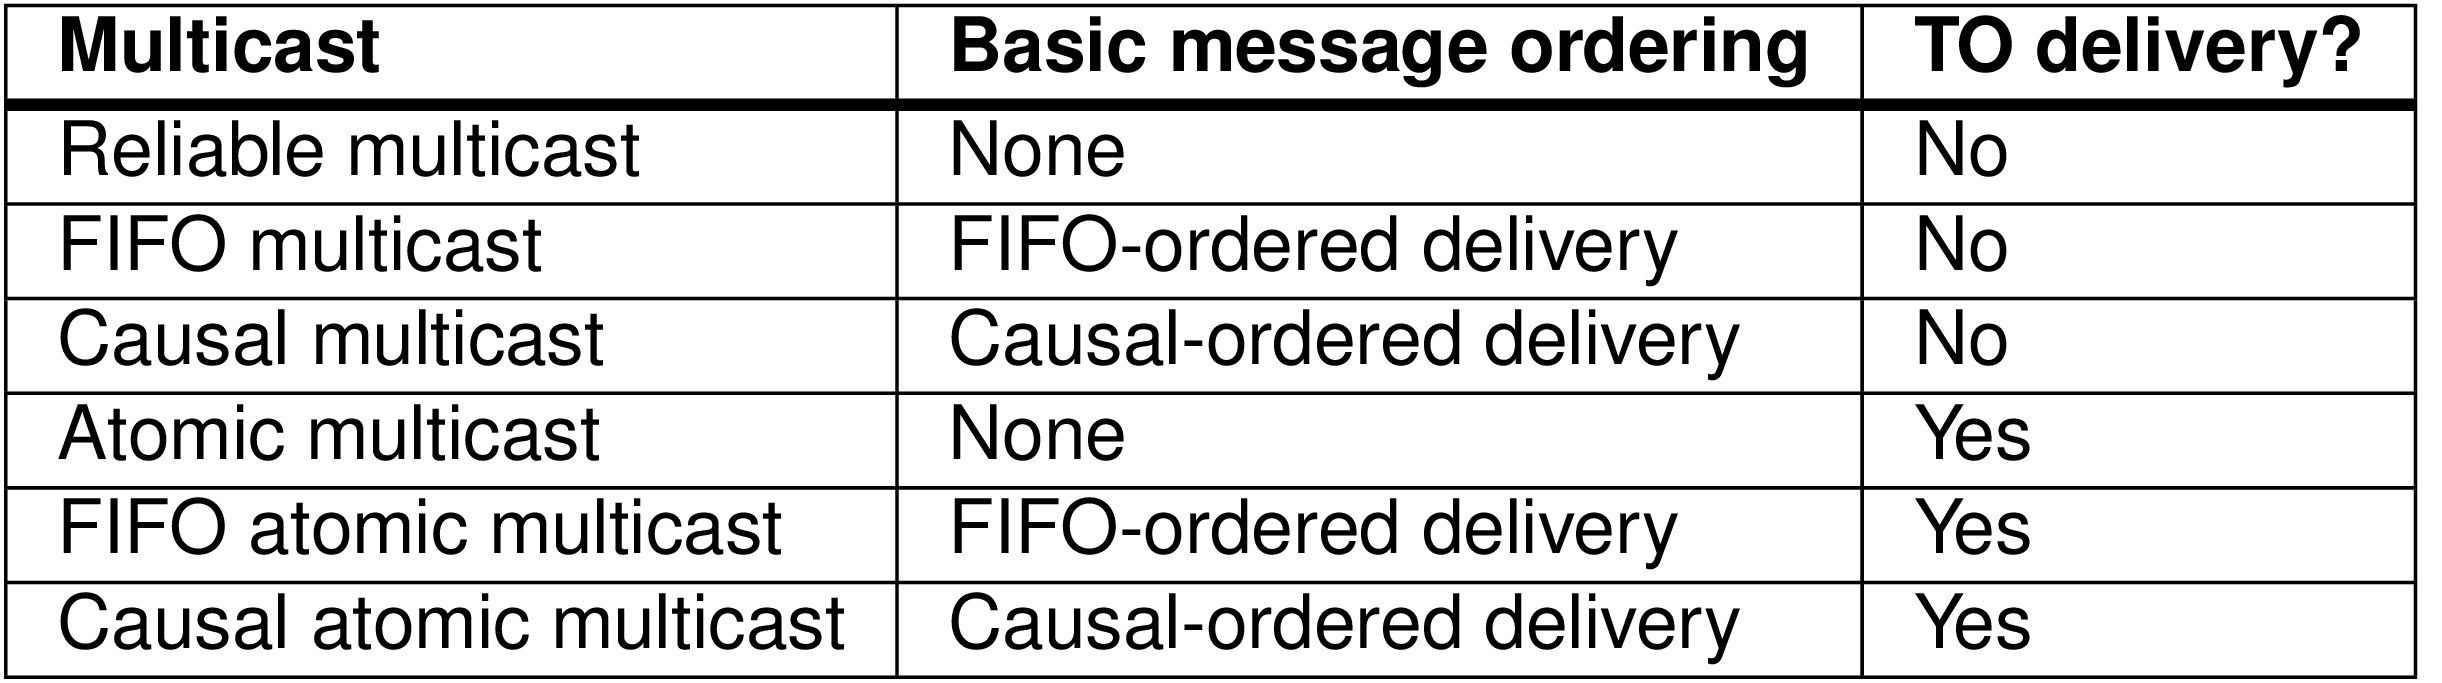 Multicast Basic message ordering TO delivery?
Reliable multicast None No
FIFO multicast FIFO-ordered delivery No
Causal multicast Causal-ordered delivery No
Atomic multicast None Yes
FIFO atomic multicast FIFO-ordered delivery Yes
Causal atomic multicast Causal-ordered delivery Yes